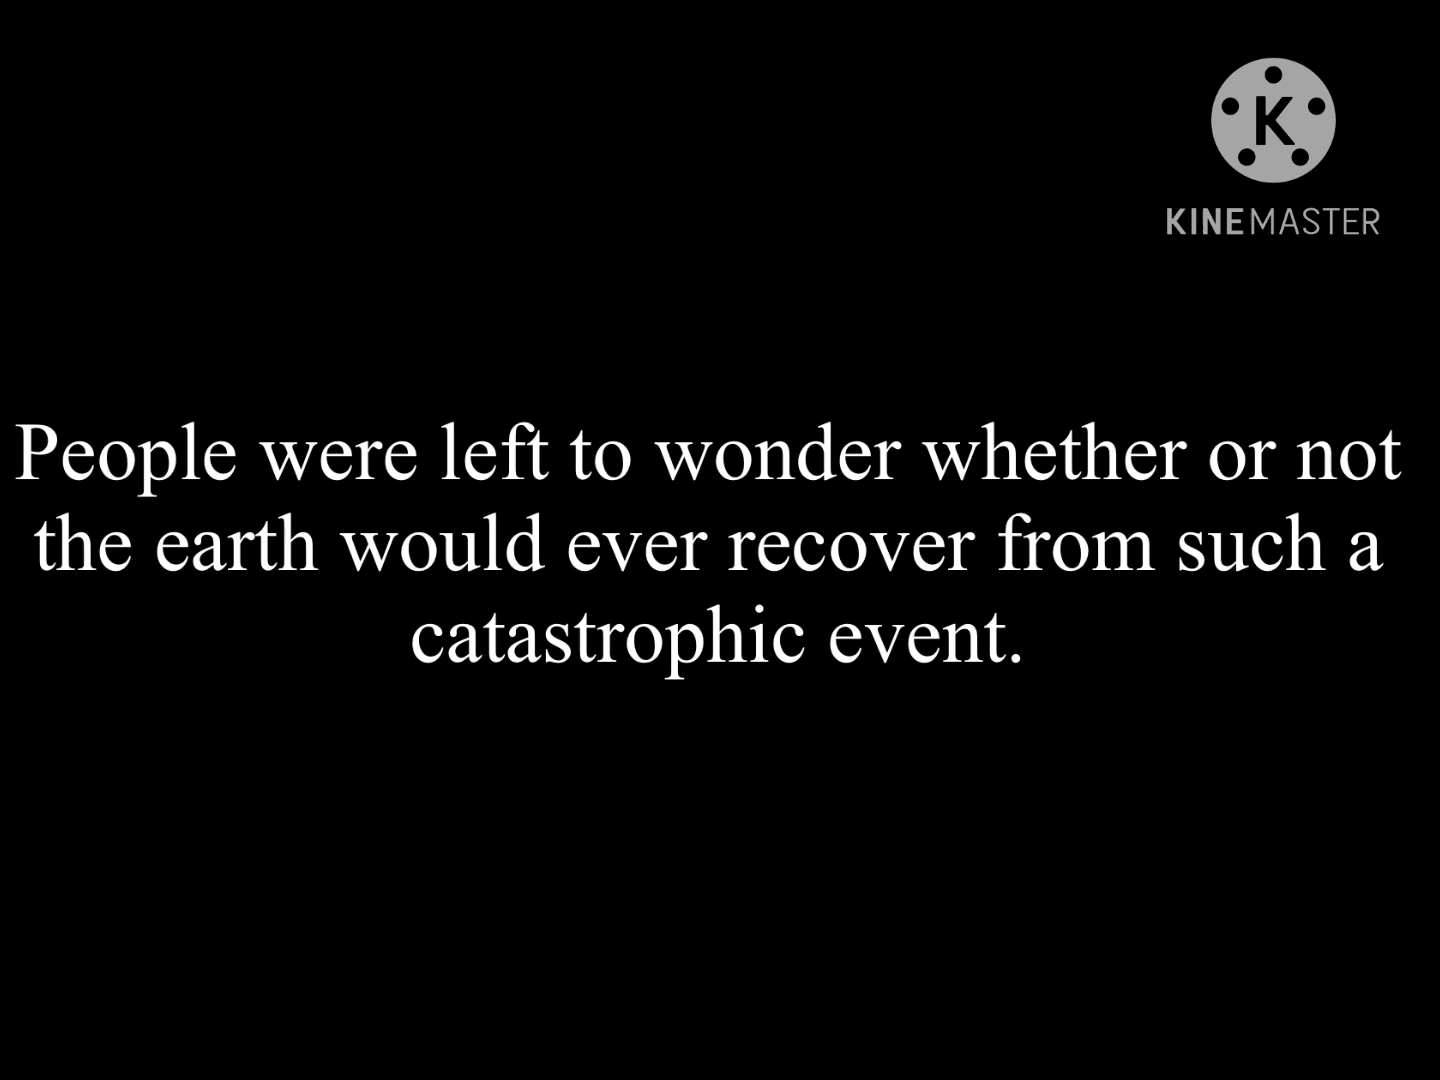 K
KINEMASTER
People were left to wonder whether or not
the earth would ever recover from such a
catastrophic event.